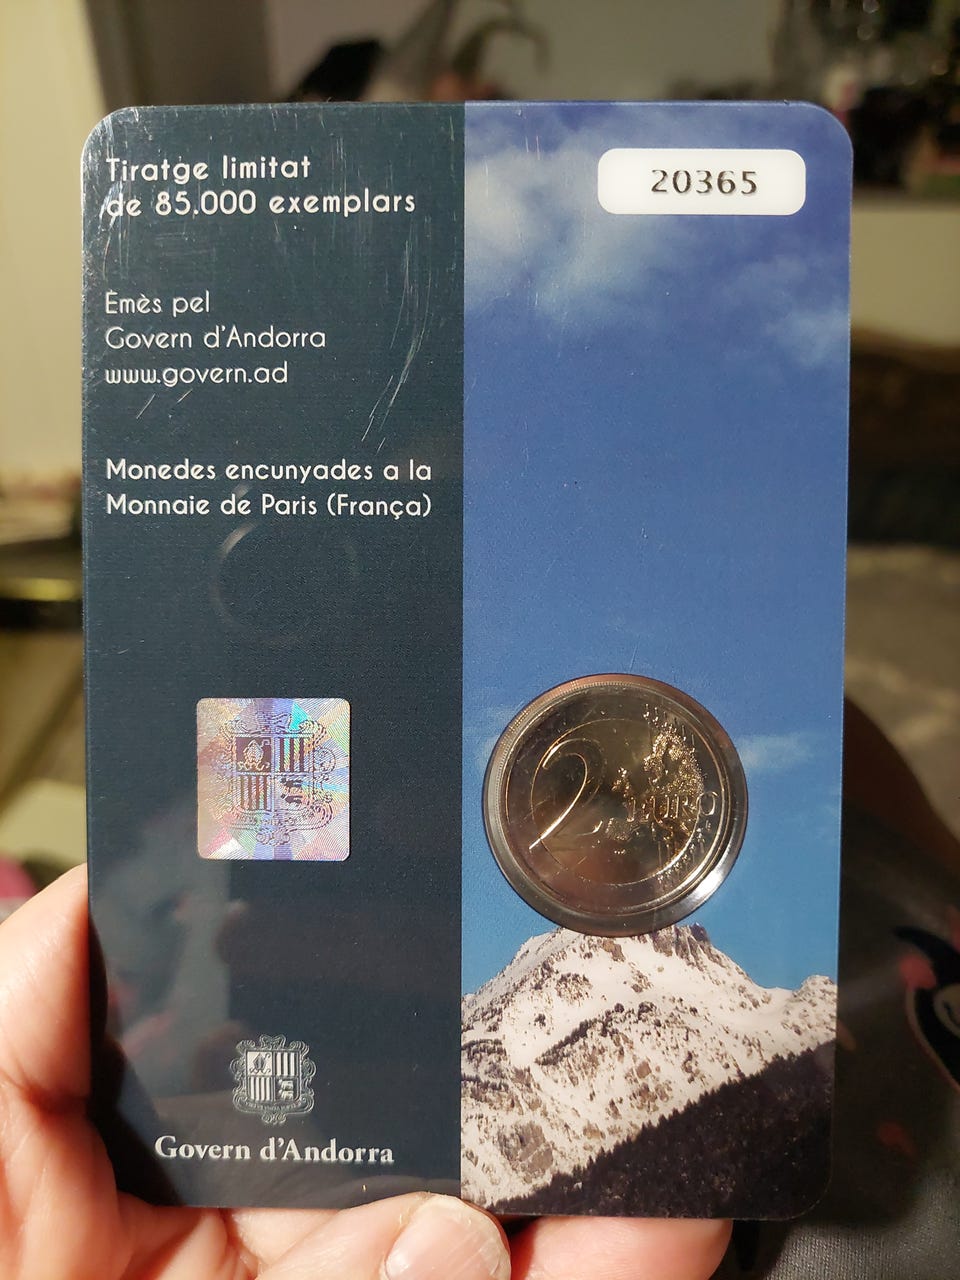 Tiratge limitat
de 85.000 exemplars
20365
Emès pel
Govern d'Andorra
www.govern.ad
Monedes encunyades a la
Monnaie de Paris (França)
2 EURO
Govern d'Andorra